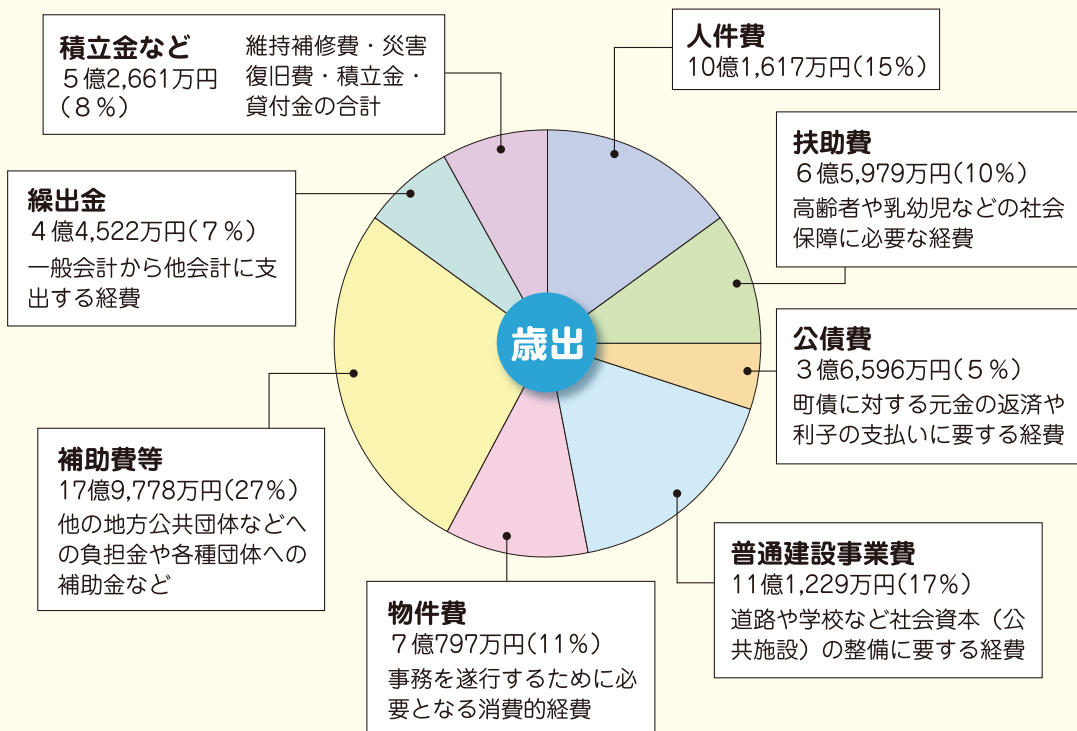 積立金など
5億2,661万円
(8%)
維持補修費・災害
復旧費・積立金・
貸付金の合計
人件費
10億1,617万円(15%)
扶助費
6億5,979万円(10%)
高齢者や乳幼児などの社会
保障に必要な経費
繰出金
4億4,522万円(7%)
一般会計から他会計に支
出する経費
歳出
公債費
3億6,596万円(5%)
町債に対する元金の返済や
利子の支払いに要する経費
補助費等
17億9,778万円(27%)
他の地方公共団体などへ
の負担金や各種団体への
補助金など
普通建設事業費
11億1,229万円(17%)
道路や学校など社会資本（公
共施設）の整備に要する経費
物件費
7億797万円(11%)
事務を遂行するために必
要となる消費的経費